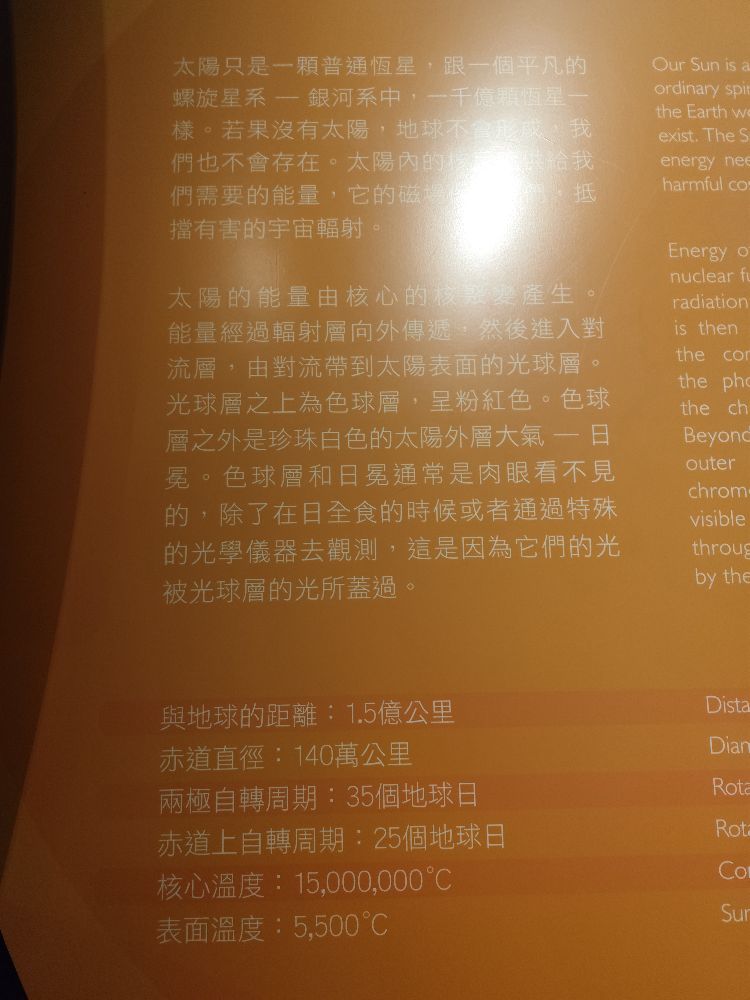 太陽只是一顆普通恆星，跟一個平凡的
螺旋星系 — 銀河系中，一千億顆恆星一
樣。若果沒有太陽，地球不會形成，我
們也不會存在。太陽內的 給我
們需要的能量，它的磁場 們，抵
擋有害的宇宙輻射。
太陽的能量由核心的核聚變產生。
能量經過輻射層向外傳遞，然後進入對
流層，由對流帶到太陽表面的光球層。
光球層之上為色球層，呈粉紅色。色球
層之外是珍珠白色的太陽外層大氣 — 日
冕。色球層和日冕通常是肉眼看不見
的，除了在日全食的時候或者通過特殊
的光學儀器去觀測，這是因為它們的光
被光球層的光所蓋過。
與地球的距離：1.5億公里
赤道直徑：140萬公里
兩極自轉周期：35個地球日
赤道上自轉周期：25個地球日
核心溫度：15,000,000°C
表面溫度：5,500°C
Our Sun is a
ordinary
the Earth
exist. The
energy
harmful
Energy
nuclear
radiation
is then
the
the
the
Beyond
outer
visible
by the